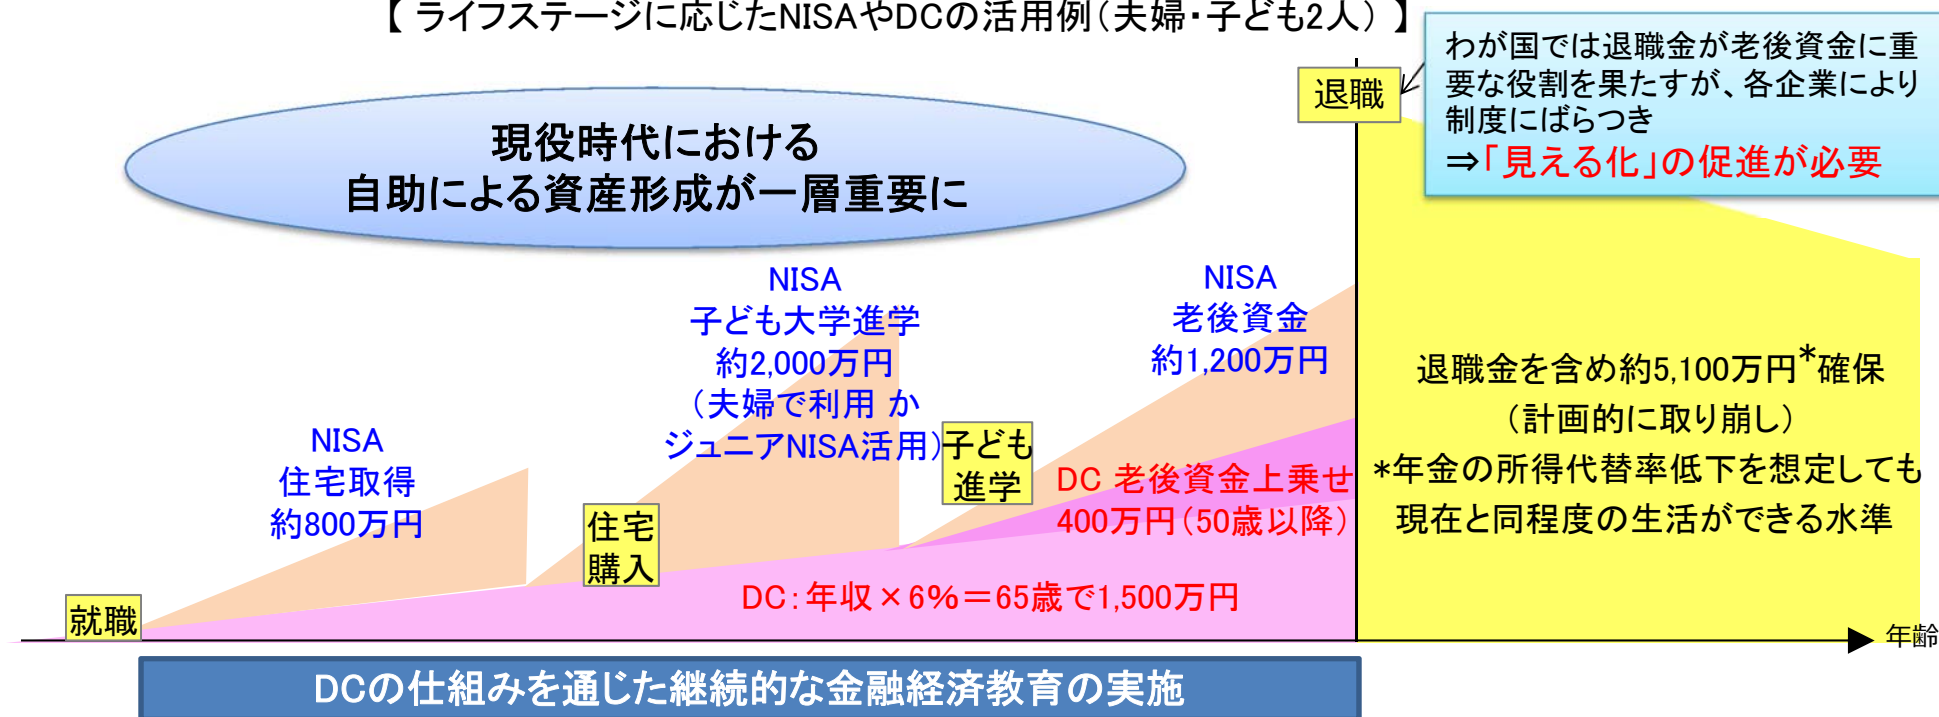 【 ライフステージに応じたNISAやDCの活用例（夫婦・子ども2人） 】
わが国では退職金が老後資金に重
要な役割を果たすが、各企業により
制度にばらつき
⇒「見える化」の促進が必要
退職
現役時代における
自助による資産形成が一層重要に
NISA
子ども大学進学
約2,000万円
（夫婦で利用 か
ジュニアNISA活用）
NISA
老後資金
約1,200万円
NISA
住宅取得
約800万円
子ども
進学
住宅
購入
就職
DC 老後資金上乗せ
400万円（50歳以降）
DC：年収×6%＝65歳で1,500万円
退職金を含め約5,100万円*確保
（計画的に取り崩し）
*年金の所得代替率低下を想定しても
現在と同程度の生活ができる水準
年齢
DCの仕組みを通じた継続的な金融経済教育の実施